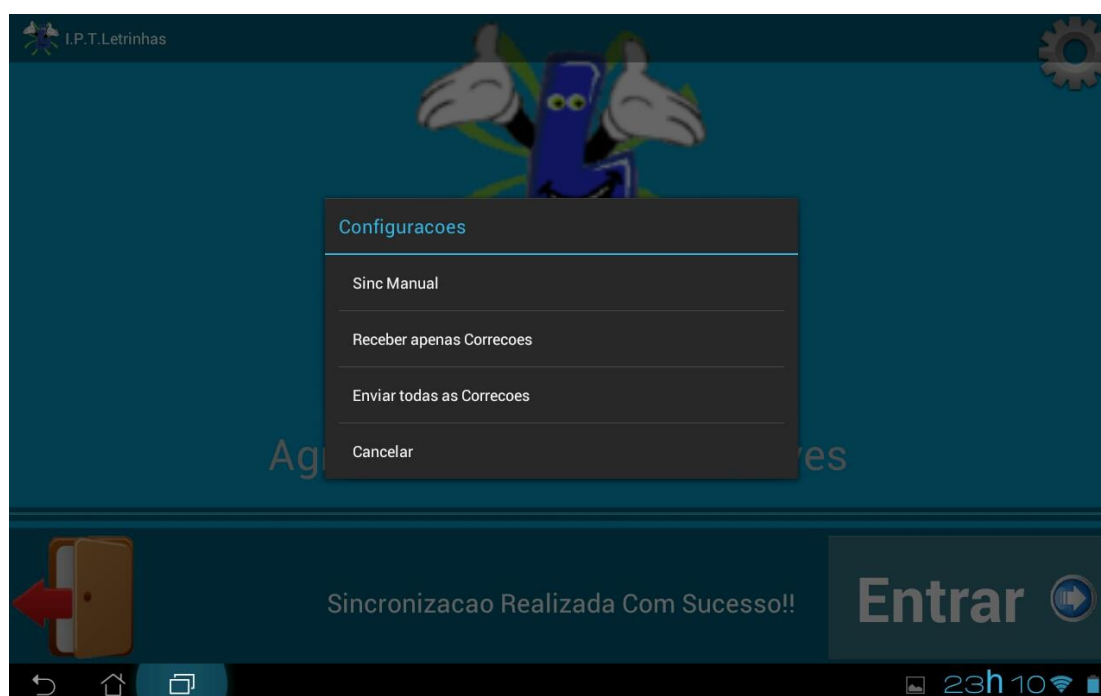 I.P.T.Letrinhas
Configuracoes
Sinc Manual
Receber apenas Correcoes
Enviar todas as Correcoes
Cancelar
Sincronizacao Realizada Com Sucesso!!
Entrar
23h10